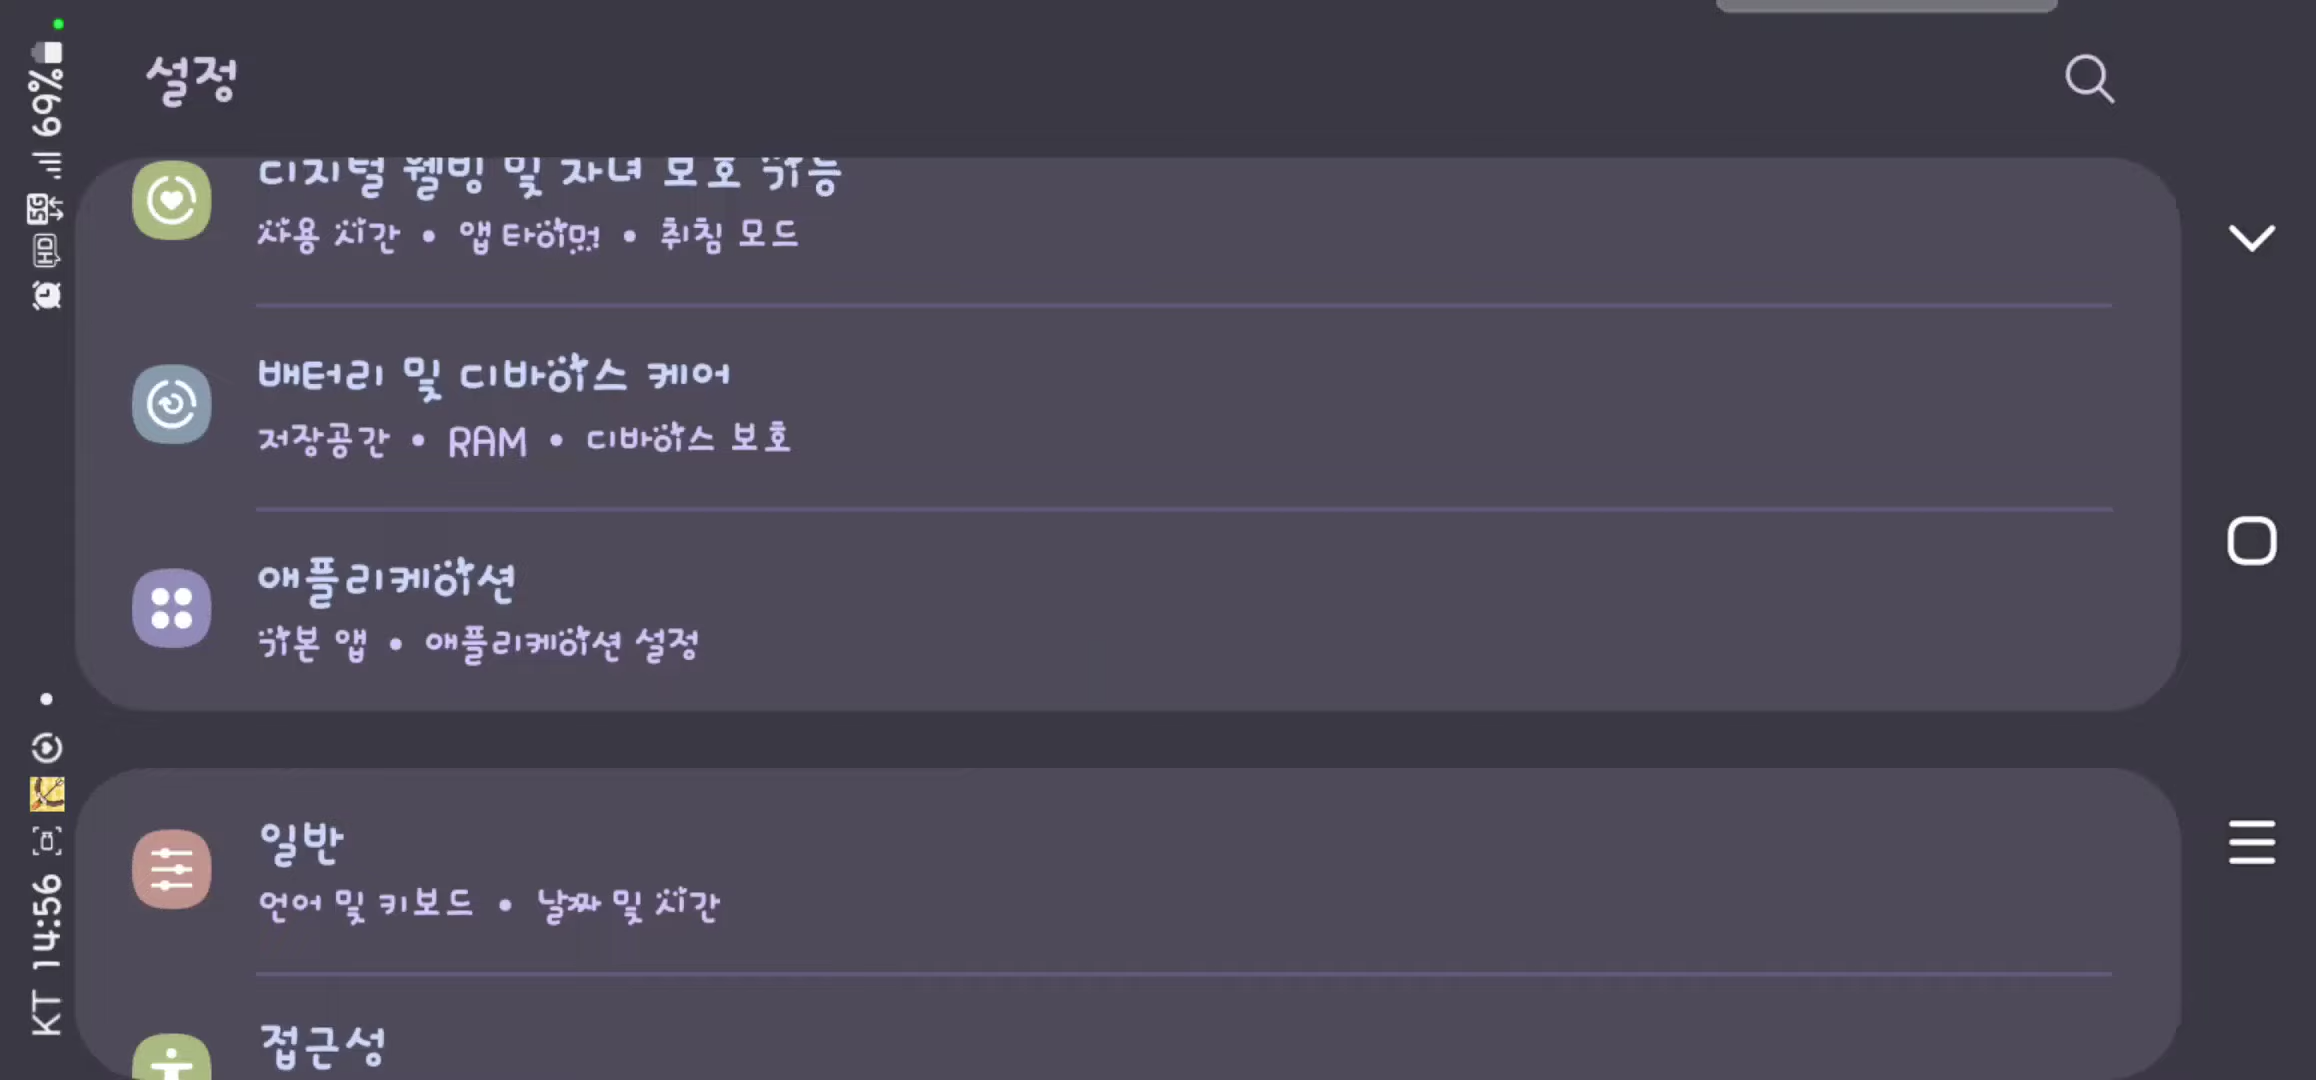 설정
디지털 웰빙 및 자녀 보호 기능
사용 시간 • 앱 타이머 • 취침 모드
배터리 및 디바이스 케어
저장공간 • RAM • 디바이스 보호
애플리케이션
기본 앱 • 애플리케이션 설정
일반
언어 및 키보드 • 날짜 및 시간
접근성
KT 14:56
HD 5G 69%